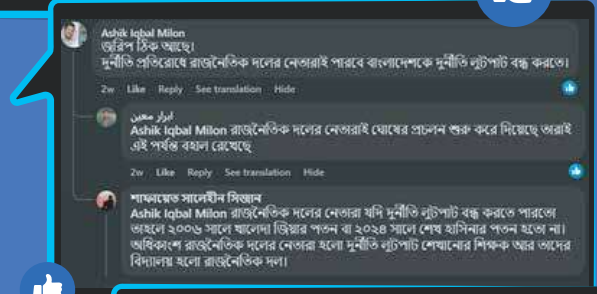 Ashik Iqbal Milon
জরিপ ঠিক আছে।
দুর্নীতি প্রতিরোধে রাজনৈতিক দলের নেতারাই পারবে বাংলাদেশকে দুর্নীতি লুটপাট বন্ধ করতে।
2w Like Reply See translation Hide
ابرار معين
Ashik Iqbal Milon রাজনৈতিক দলের নেতারাই ঘোষের প্রচলন শুরু করে দিয়েছে তারাই
এই পর্যন্ত বহাল রেখেছে
2w Like Reply See translation Hide
শাফায়েত সালেহীন সিজান
Ashik Iqbal Milon রাজনৈতিক দলের নেতারা যদি দুর্নীতি লুটপাট বন্ধ করতে পারতো
তাহলে ২০০৬ সালে খালেদা জিয়ার পতন বা ২০২৪ সালে শেখ হাসিনার পতন হতো না।
অধিকাংশ রাজনৈতিক দলের নেতারা হলো দুর্নীতি লুটপাট শেখানোর শিক্ষক আর তাদের
বিদ্যালয় হলো রাজনৈতিক দল।